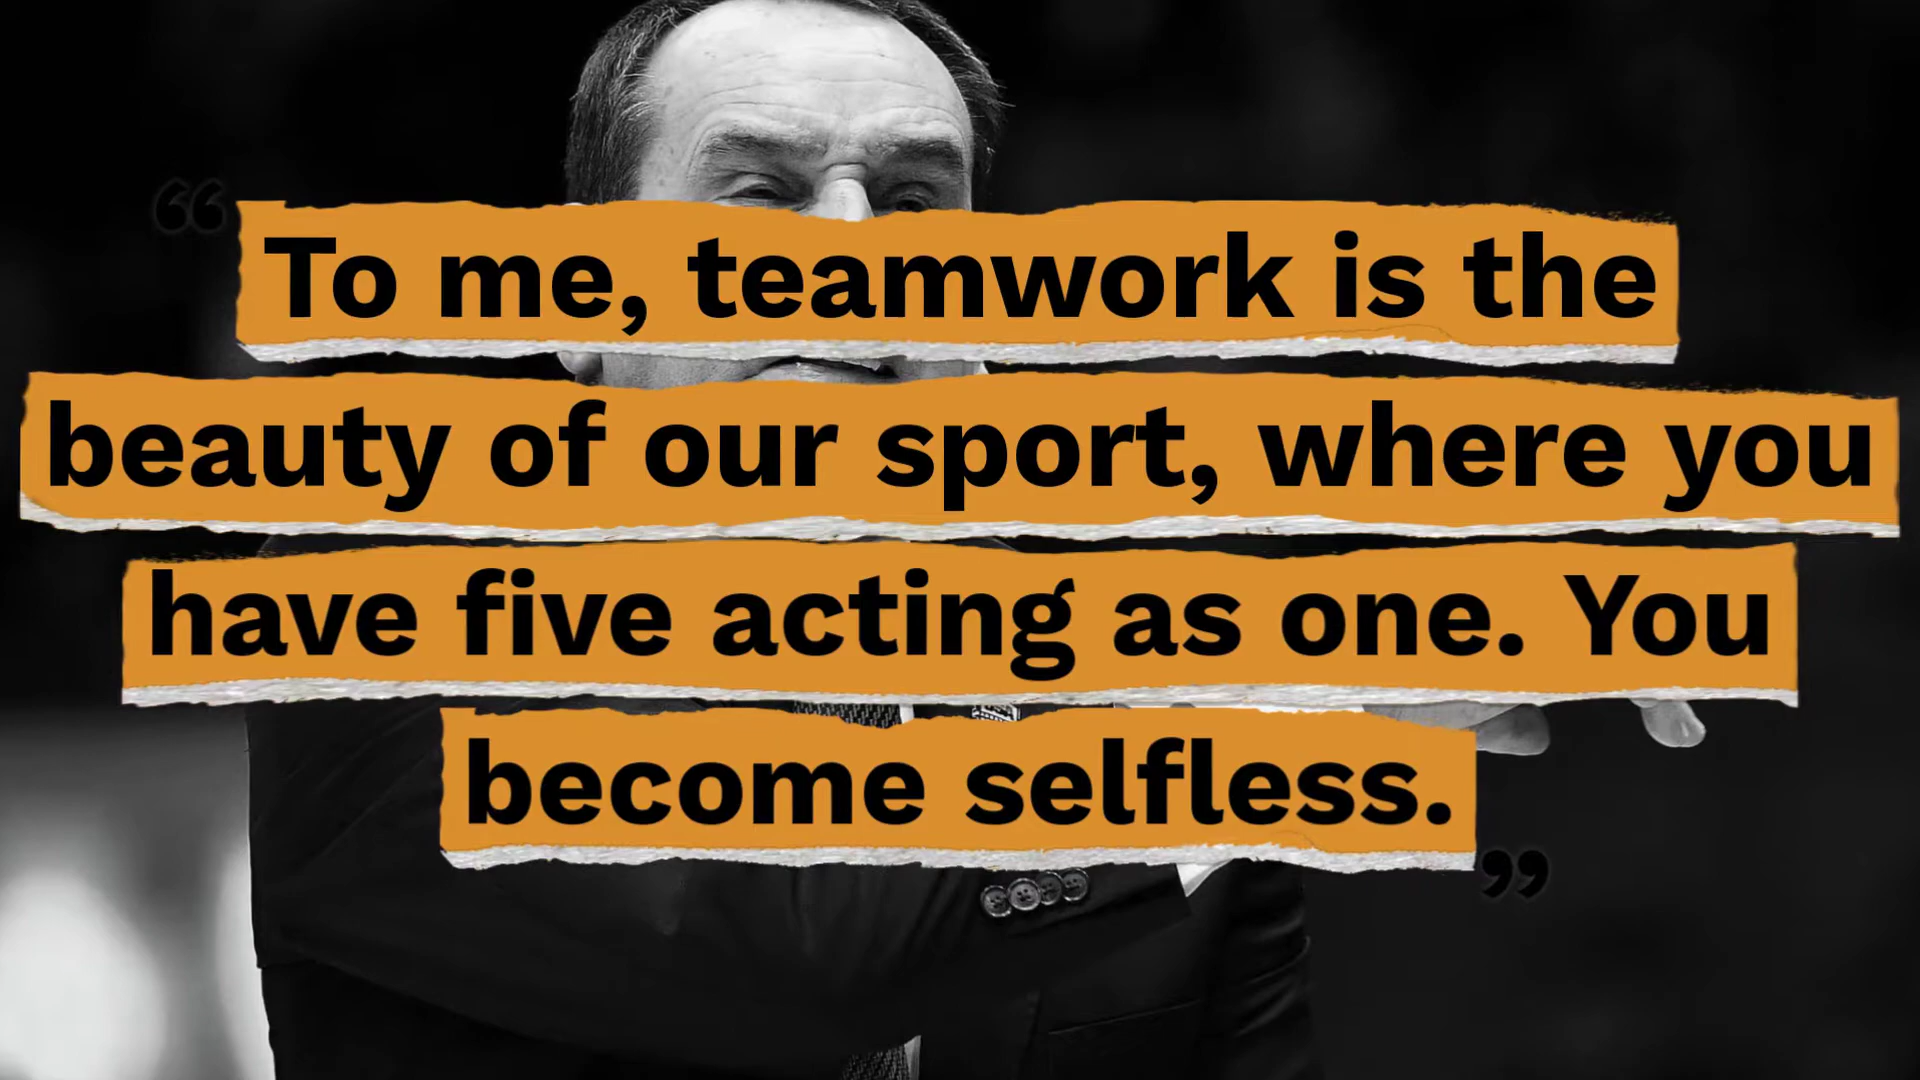 “To me, teamwork is the
beauty of our sport, where you
have five acting as one. You
become selfless.”